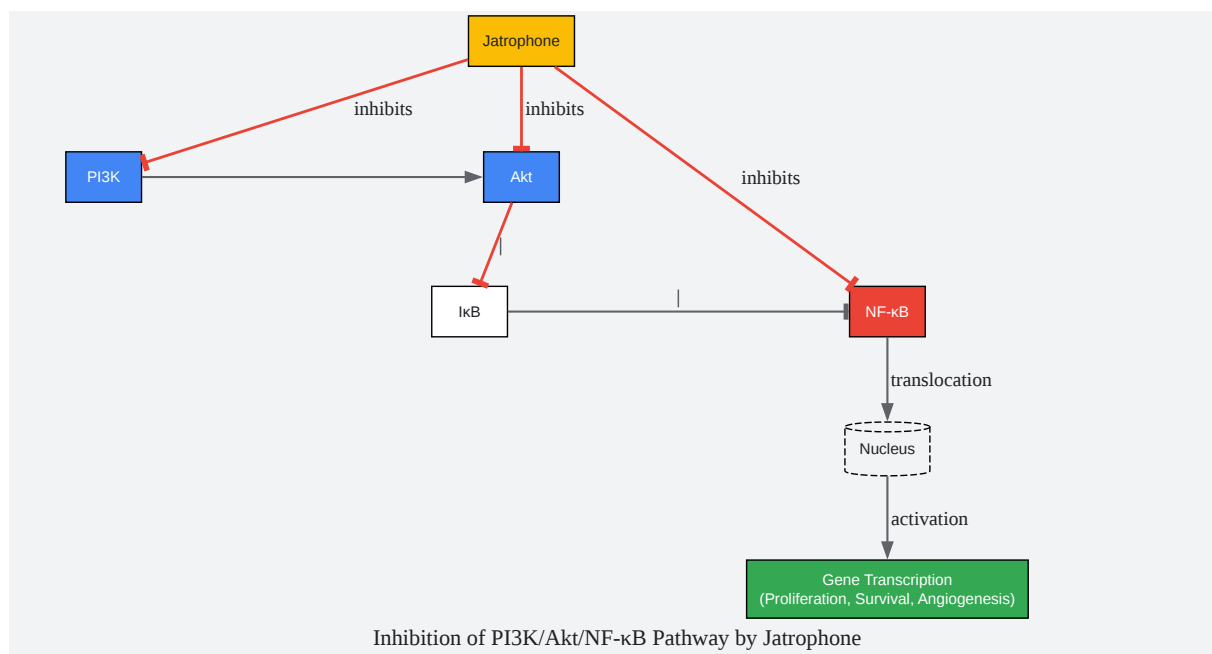 Jatrophone
inhibits
inhibits
PI3K
Akt
inhibits
|
IκB
|
NF-κB
translocation
Nucleus
activation
Gene Transcription
(Proliferation, Survival, Angiogenesis)
Inhibition of PI3K/Akt/NF-κB Pathway by Jatrophone